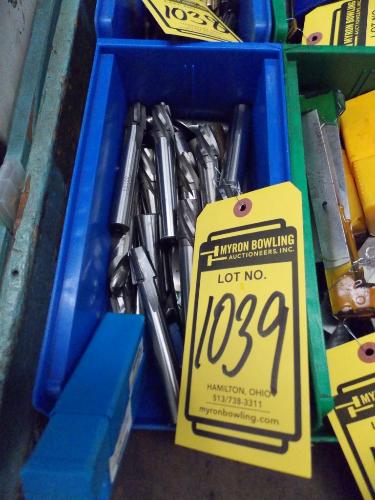 MYRON BOWLING
AUCTIONEERS, INC.
LOT NO.
1039
HAMILTON, OHIO
513/738-3311
myronbowling.com